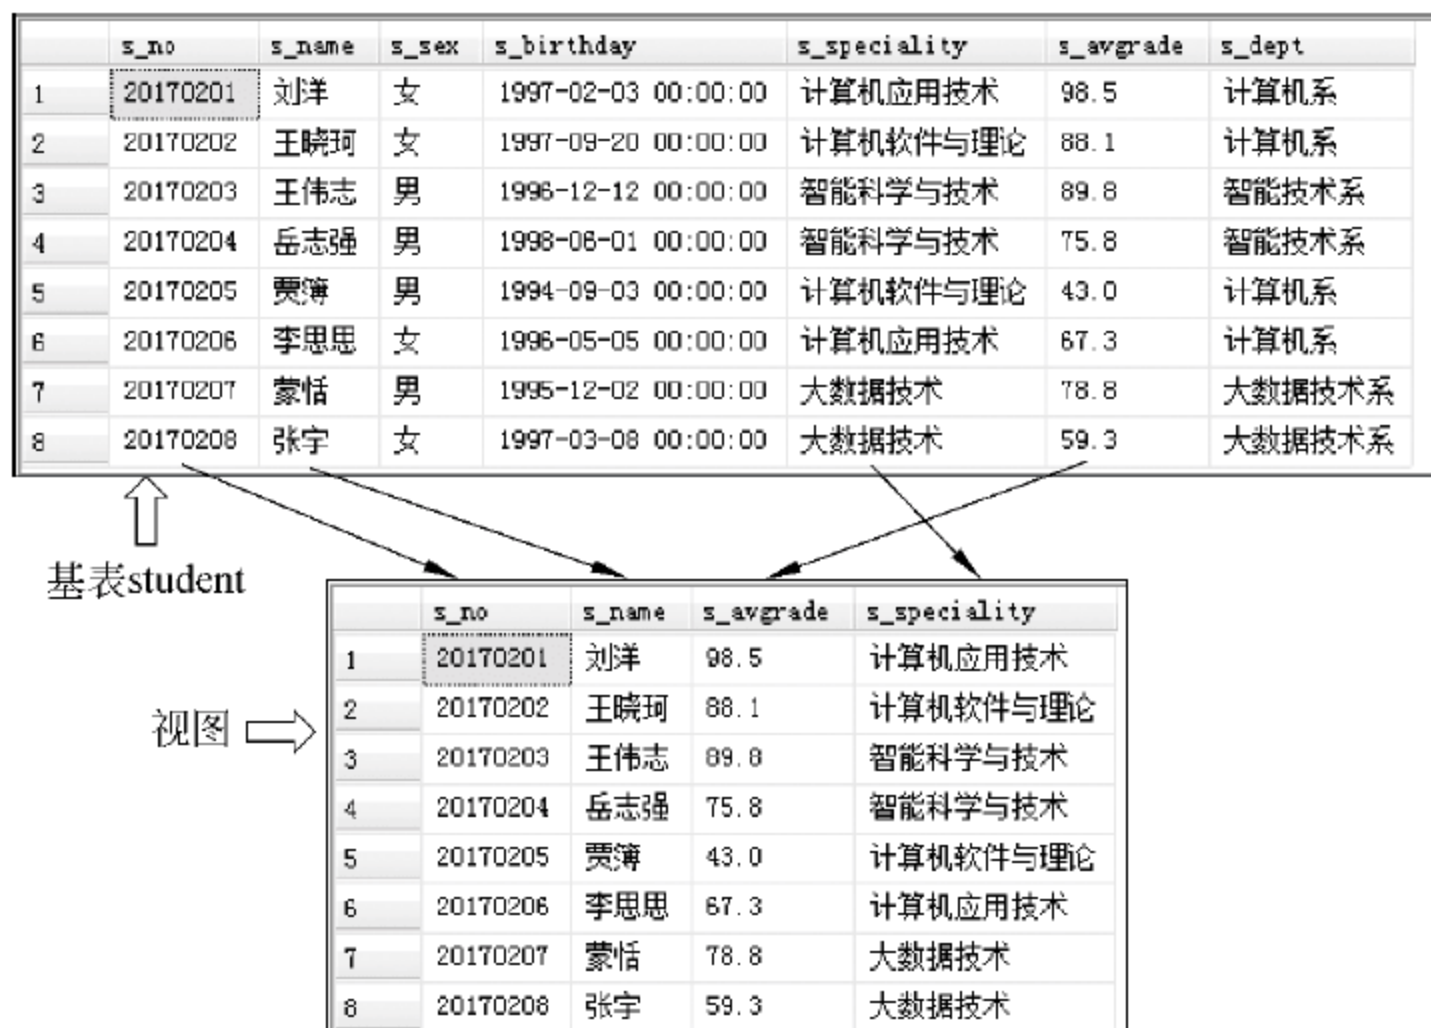 s_no s_name s_sex s_birthday s_speciality s_avgrade s_dept
1 20170201 刘洋 女 1997-02-03 00:00:00 计算机应用技术 98.5 计算机系
2 20170202 王晓珂 女 1997-09-20 00:00:00 计算机软件与理论 88.1 计算机系
3 20170203 王伟志 男 1996-12-12 00:00:00 智能科学与技术 89.8 智能技术系
4 20170204 岳志强 男 1998-06-01 00:00:00 智能科学与技术 75.8 智能技术系
5 20170205 贾簿 男 1994-09-03 00:00:00 计算机软件与理论 43.0 计算机系
6 20170206 李思思 女 1996-05-05 00:00:00 计算机应用技术 67.3 计算机系
7 20170207 蒙恬 男 1995-12-02 00:00:00 大数据技术 78.8 大数据技术系
8 20170208 张宇 女 1997-03-08 00:00:00 大数据技术 59.3 大数据技术系
基表student
s_no s_name s_avgrade s_speciality
1 20170201 刘洋 98.5 计算机应用技术
视图
2 20170202 王晓珂 88.1 计算机软件与理论
3 20170203 王伟志 89.8 智能科学与技术
4 20170204 岳志强 75.8 智能科学与技术
5 20170205 贾簿 43.0 计算机软件与理论
6 20170206 李思思 67.3 计算机应用技术
7 20170207 蒙恬 78.8 大数据技术
8 20170208 张宇 59.3 大数据技术